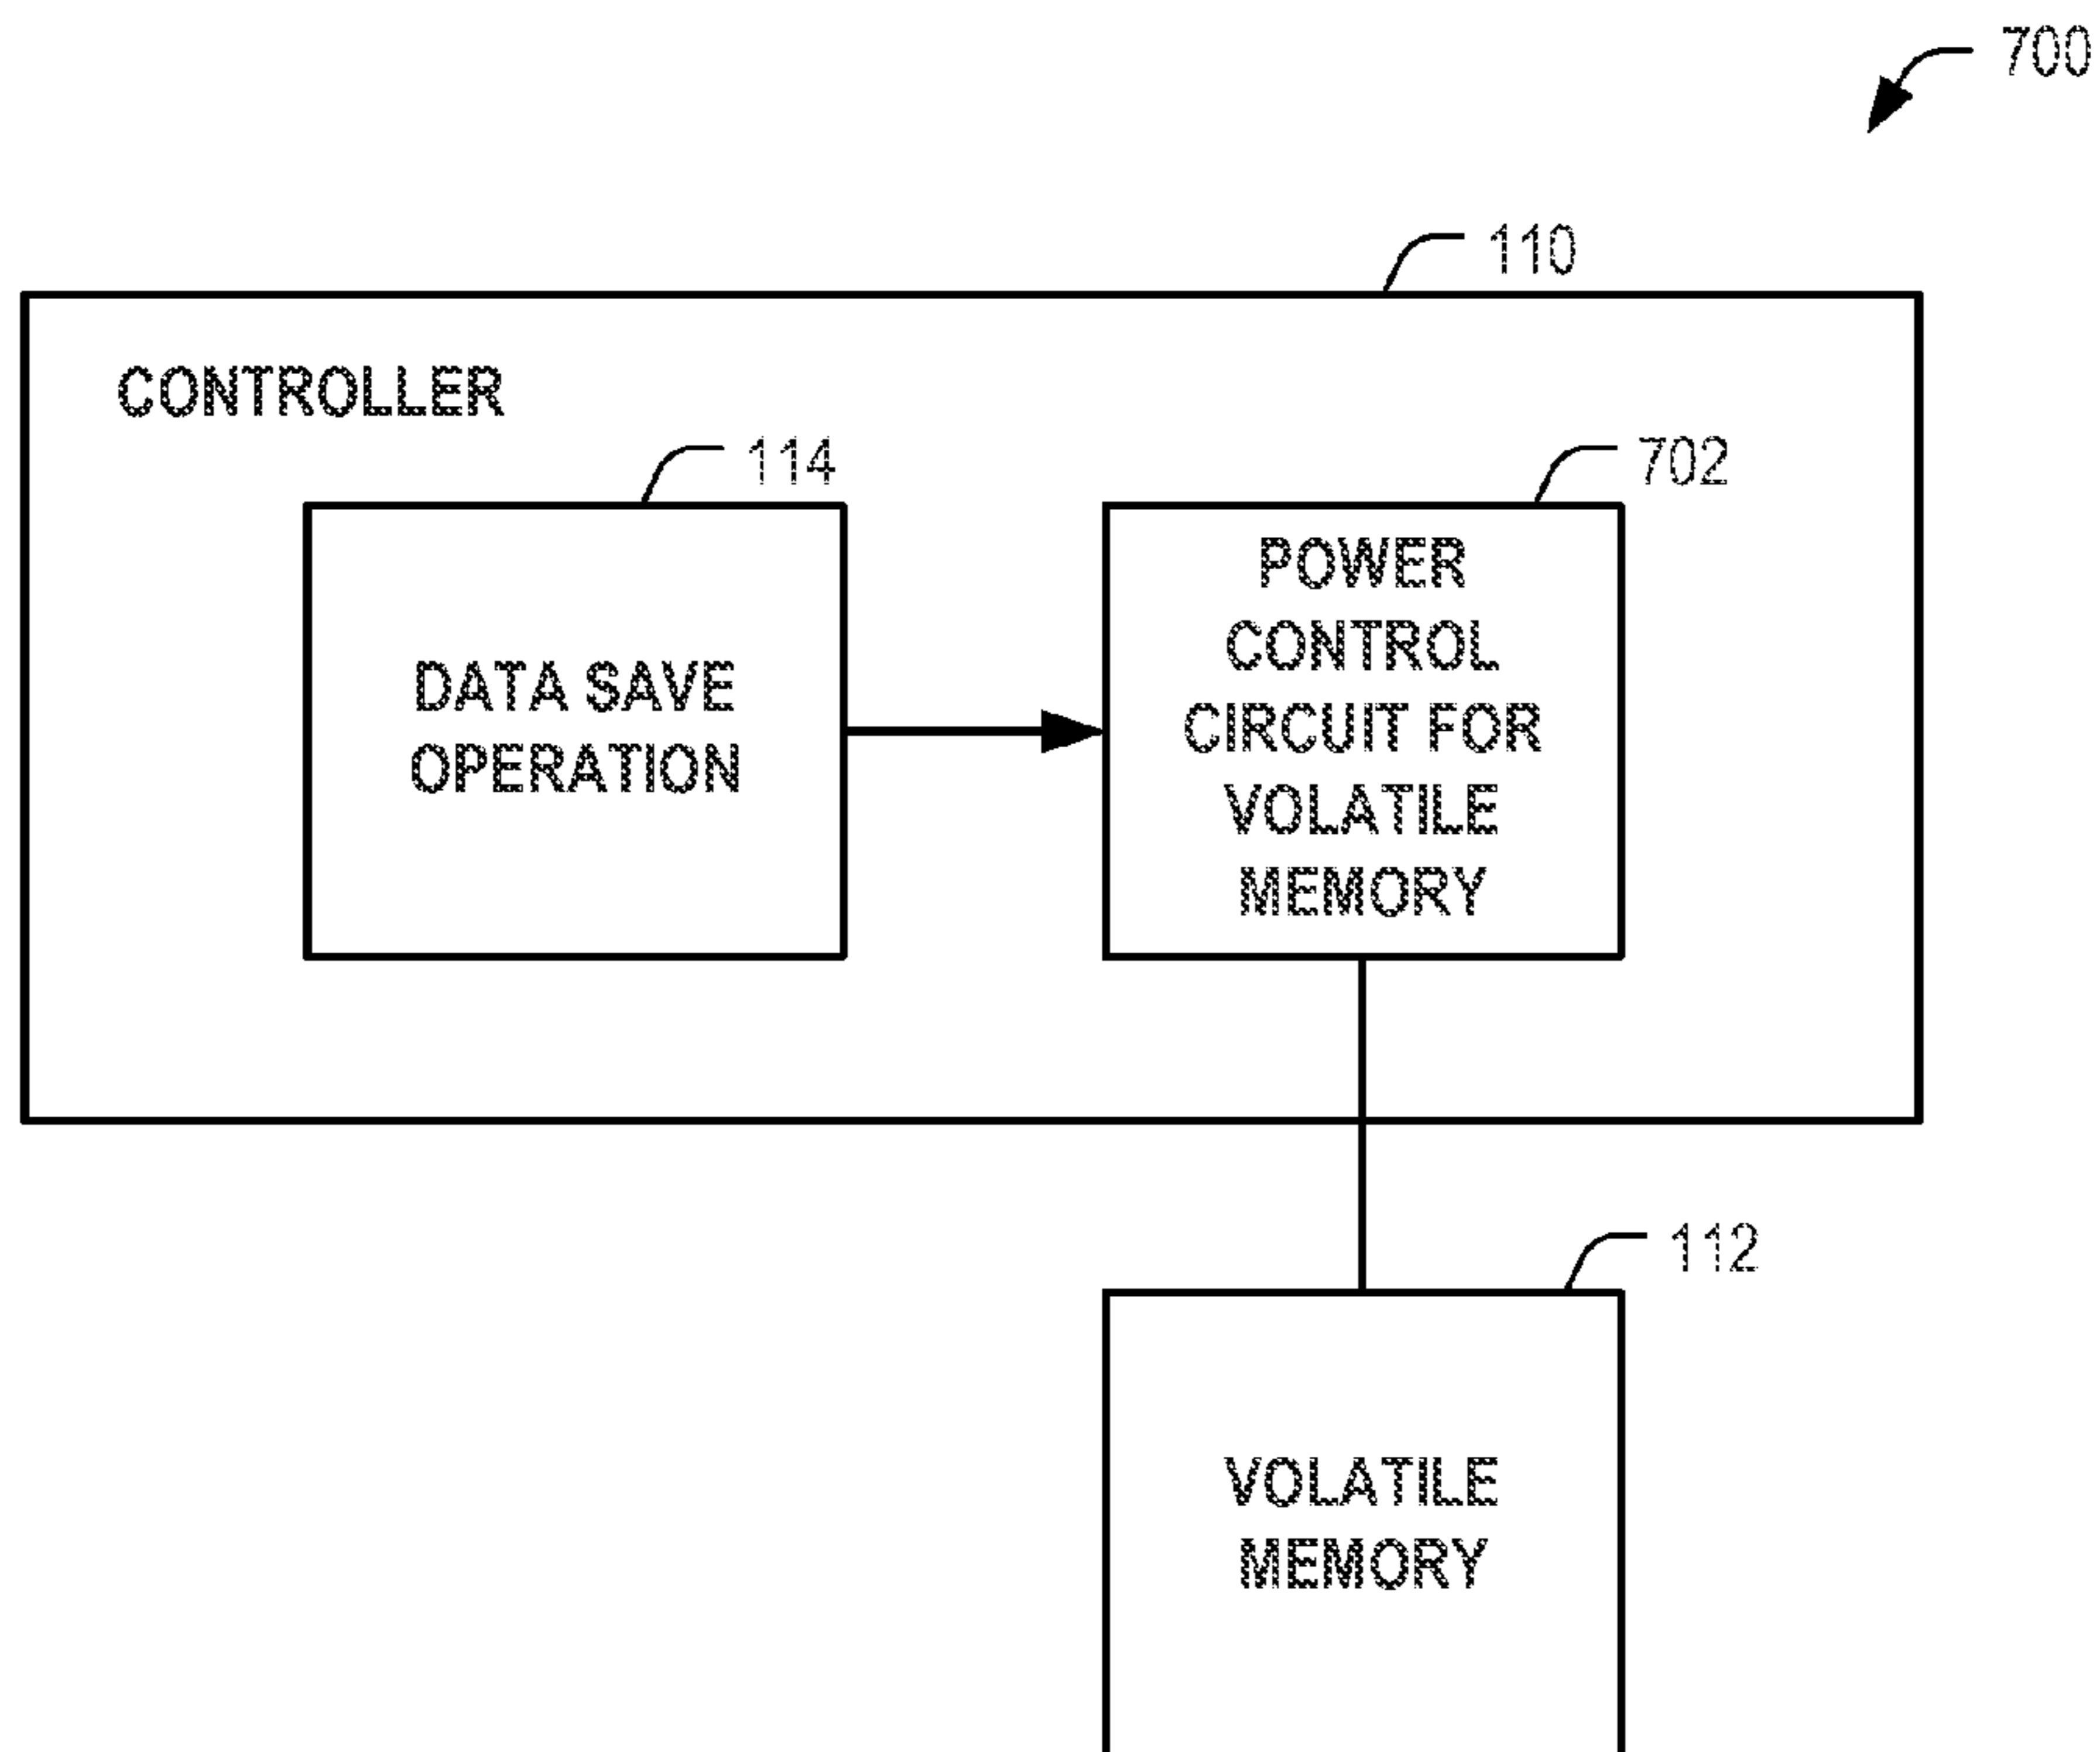 700
110
CONTROLLER
114
702
DATA SAVE
OPERATION
POWER
CONTROL
CIRCUIT FOR
VOLATILE
MEMORY
112
VOLATILE
MEMORY